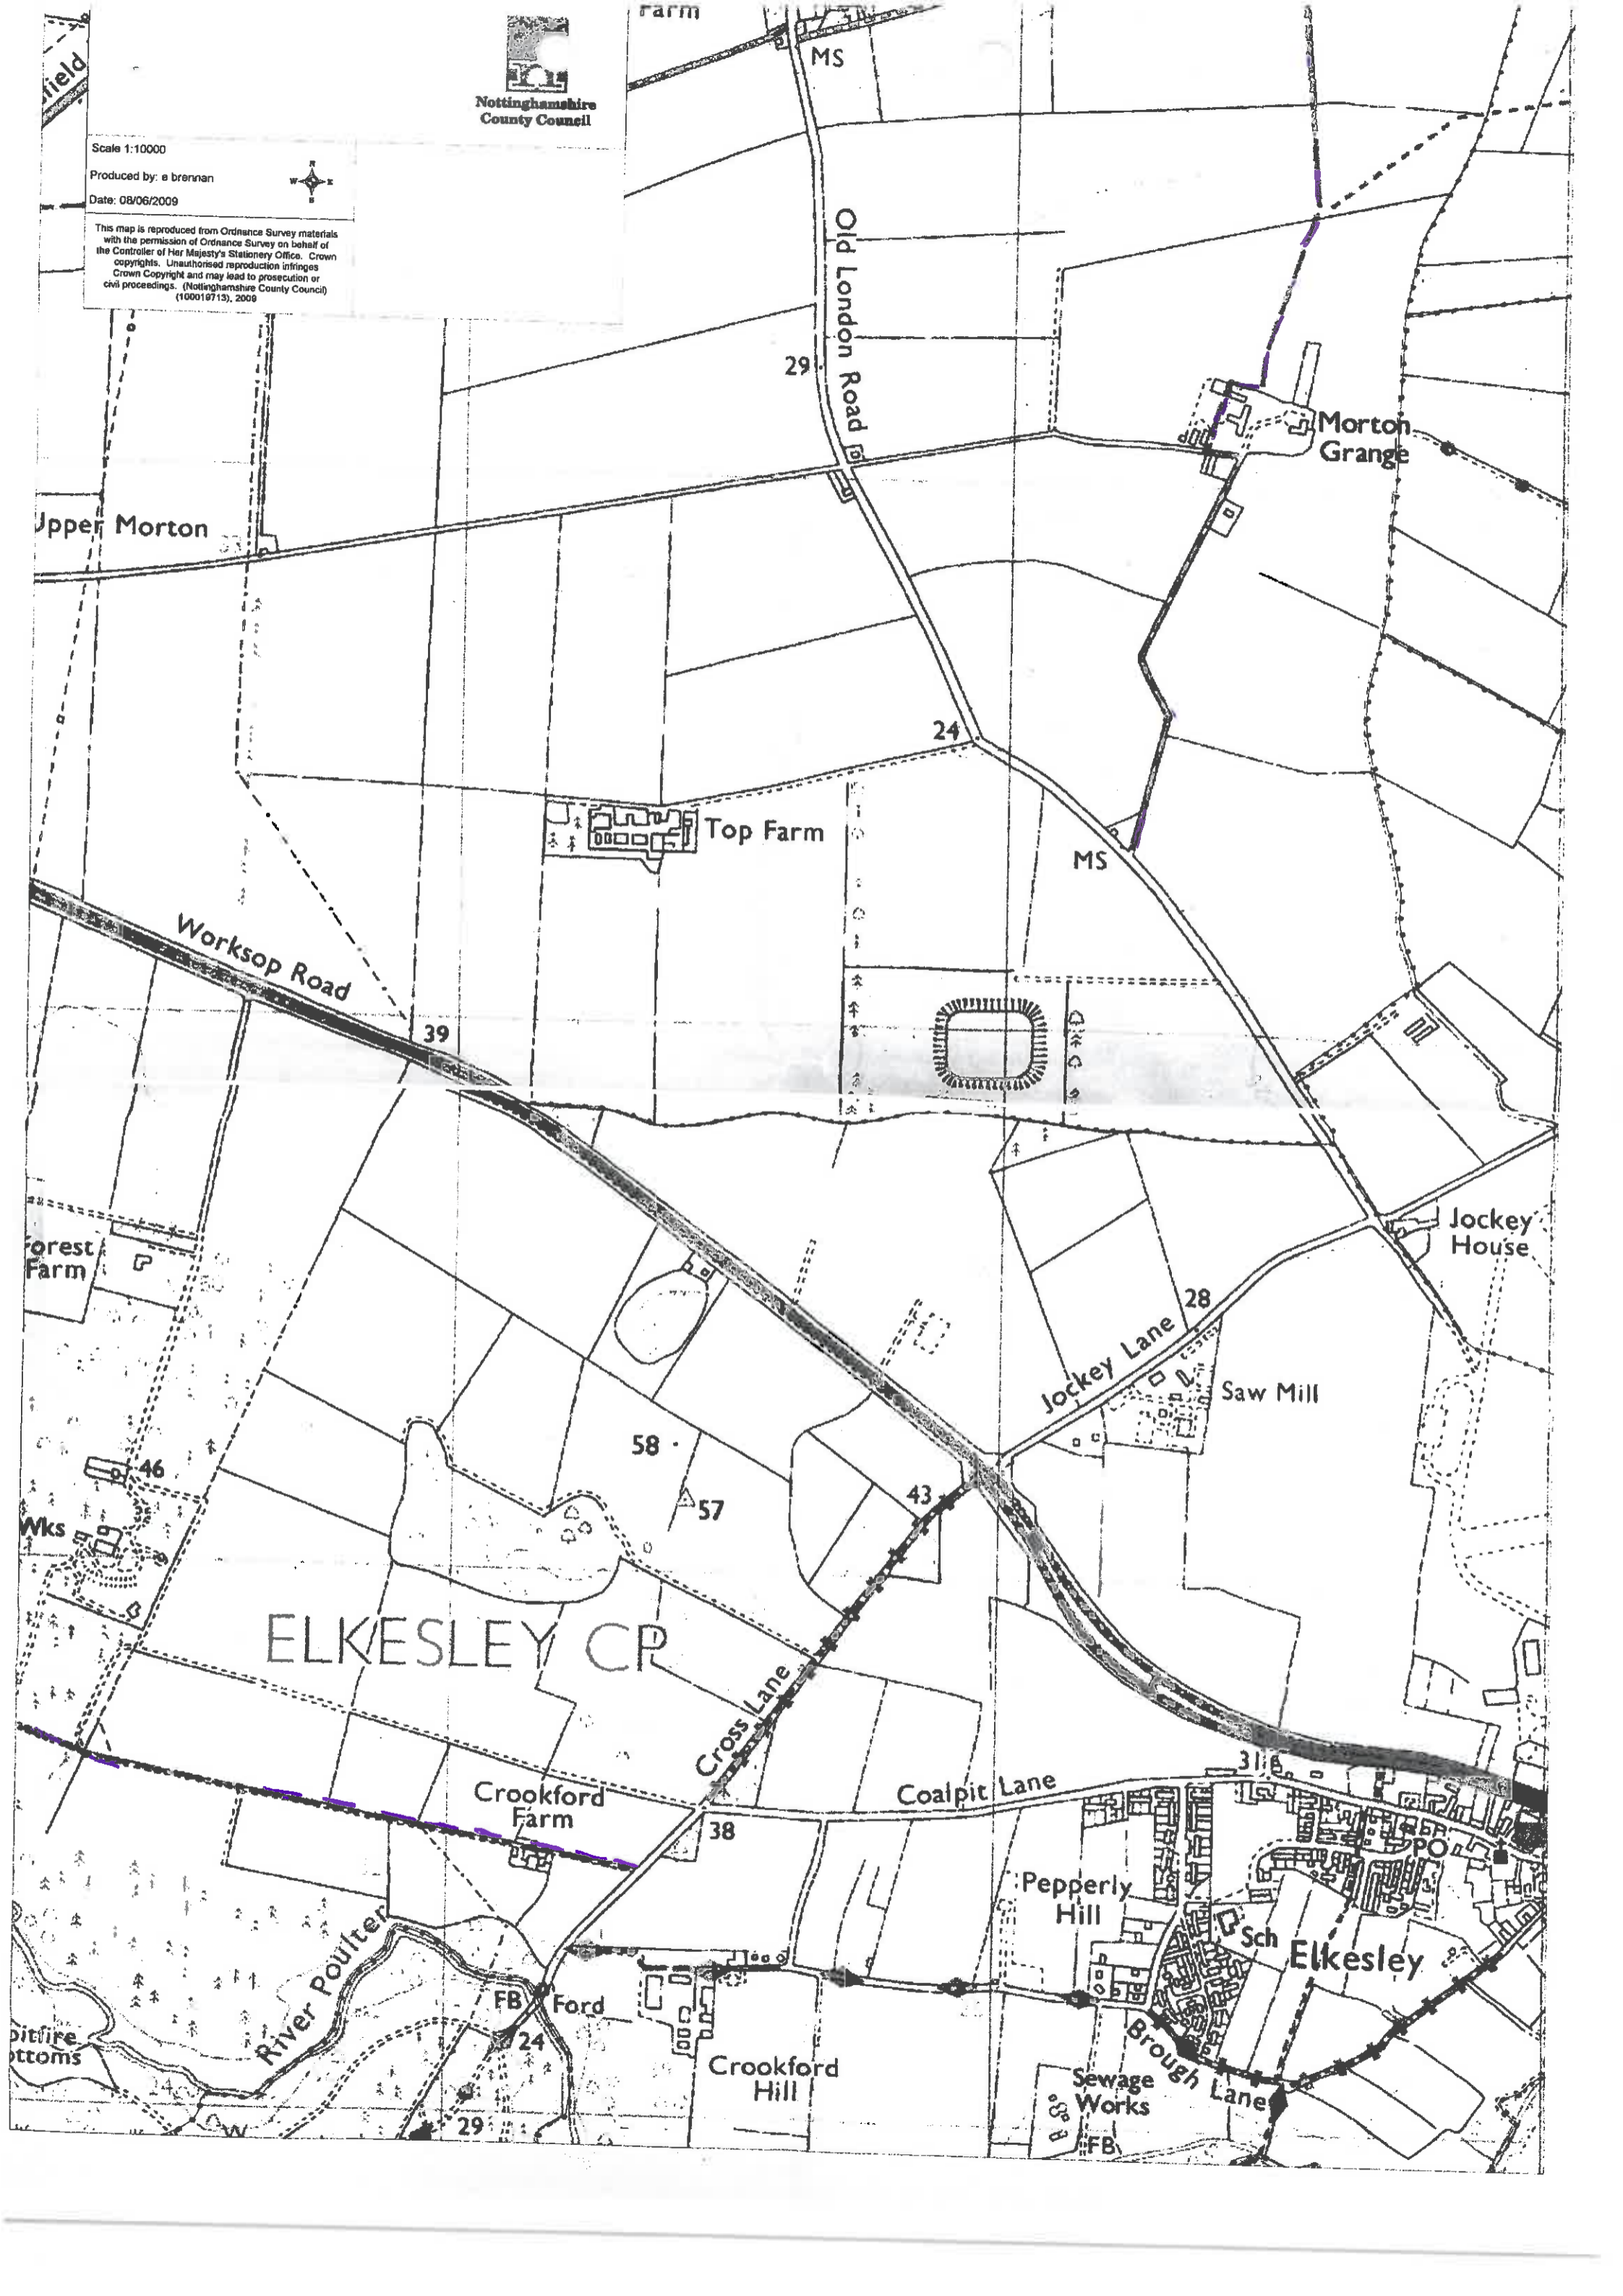 Farm
MS
field
Nottinghamshire
County Council
Scale 1:10000
Produced by: e brennan
Date: 08/06/2009
N
W
E
S
This map is reproduced from Ordnance Survey materials
with the permission of Ordnance Survey on behalf of
the Controller of Her Majesty's Stationery Office. Crown
copyrights. Unauthorised reproduction infringes
Crown Copyright and may lead to prosecution or
civil proceedings. (Nottinghamshire County Council)
(100019713), 2009
Old London Road
29
Morton
Grange
Upper Morton
24
Top Farm
MS
Worksop Road
39
Jockey
House
Forest
Farm
28
Jockey Lane
Saw Mill
58
46
57
43
Wks
ELKESLEY CP
Cross Lane
31
Coalpit Lane
Crookford
Farm
38
PO
Pepperly
Hill
Sch
Elkesley
River Poulter
FB
Ford
24
Brough Lane
Crookford
Hill
Sewage
Works
29
FB